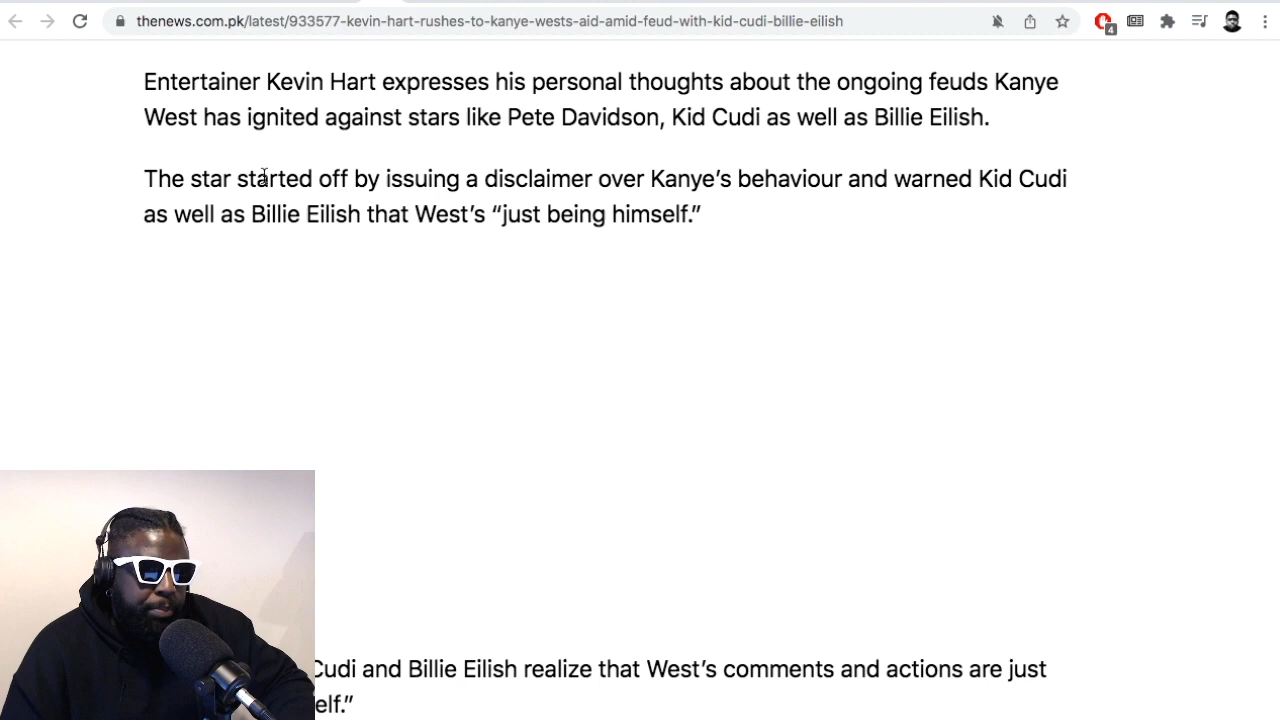 thenews.com.pk/latest/933577-kevin-hart-rushes-to-kanye-wests-aid-amid-feud-with-kid-cudi-billie-eilish
4
Entertainer Kevin Hart expresses his personal thoughts about the ongoing feuds Kanye
West has ignited against stars like Pete Davidson, Kid Cudi as well as Billie Eilish.
The star started off by issuing a disclaimer over Kanye’s behaviour and warned Kid Cudi
as well as Billie Eilish that West’s “just being himself.”
Cudi and Billie Eilish realize that West’s comments and actions are just
elf.”